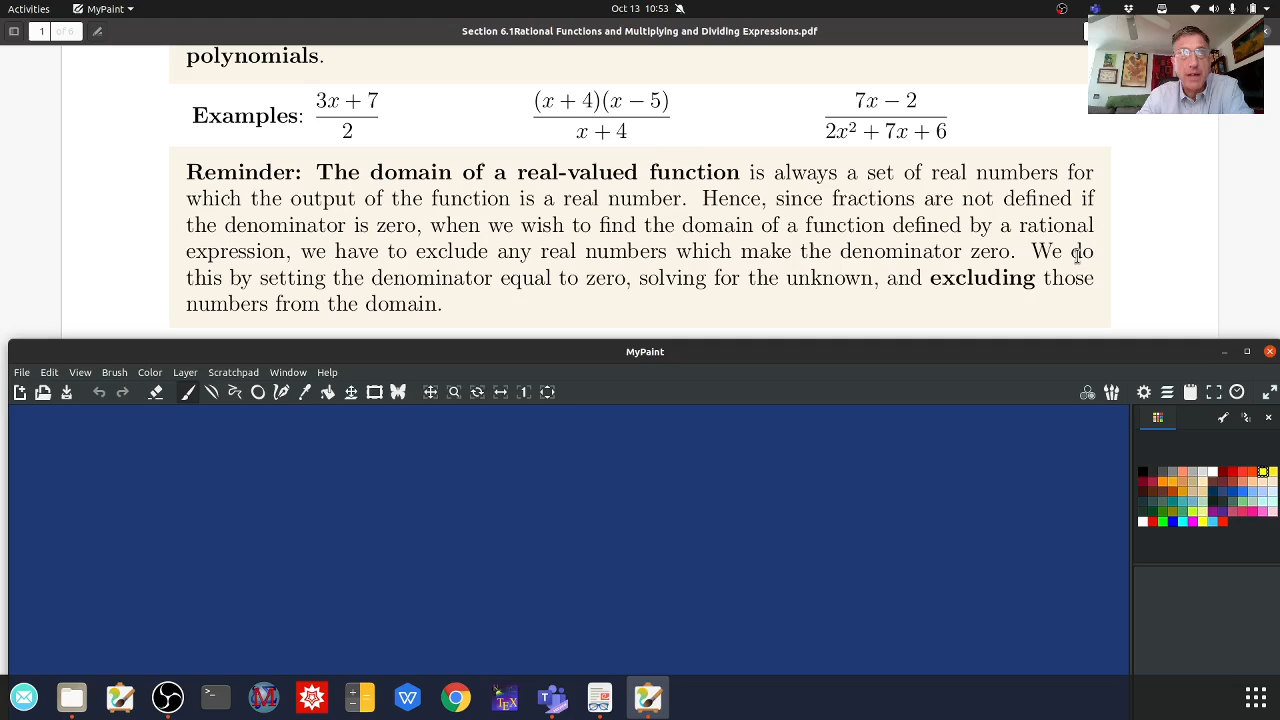 MyPaint
Oct 13 10:53
1 of 6
Section 6.1Rational Functions and Multiplying and Dividing Expressions.pdf
polynomials.
Examples: (3x + 7)/2 ((x + 4)(x − 5))/(x + 4) (7x − 2)/(2x² + 7x + 6)
Reminder: The domain of a real-valued function is always a set of real numbers for
which the output of the function is a real number. Hence, since fractions are not defined if
the denominator is zero, when we wish to find the domain of a function defined by a rational
expression, we have to exclude any real numbers which make the denominator zero. We do
this by setting the denominator equal to zero, solving for the unknown, and excluding those
numbers from the domain.
MyPaint
File Edit View Brush Color Layer Scratchpad Window Help